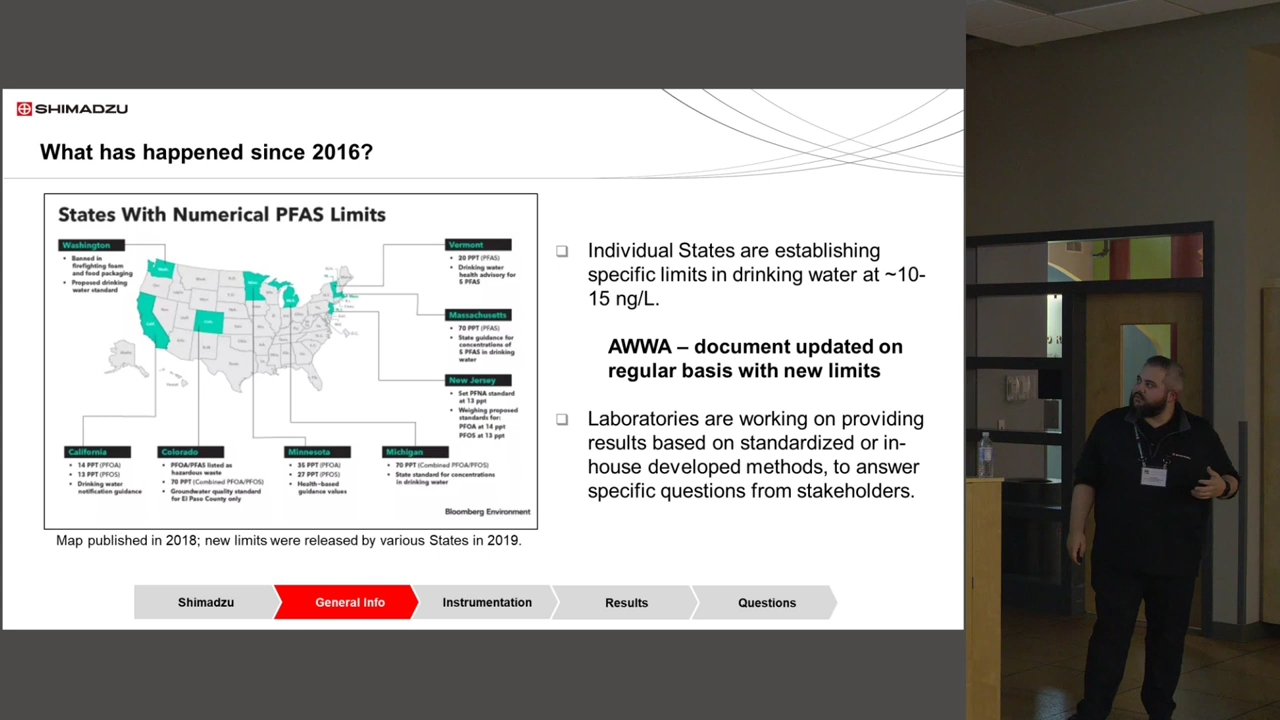 SHIMADZU
What has happened since 2016?
States With Numerical PFAS Limits
Washington
• Banned in
firefighting foam
and food packaging
• Proposed drinking
water standard
Vermont
• 20 PPT (PFAS)
• Drinking water
health advisory for
5 PFAS
Massachusetts
• 70 PPT (PFAS)
• State guidance for
concentrations of
5 PFAS in drinking
water
New Jersey
• Set PFNA standard
at 13 ppt
• Weighing proposed
standards for:
PFOA at 14 ppt
PFOS at 13 ppt
California
• 14 PPT (PFOA)
• 13 PPT (PFOS)
• Drinking water
notification guidance
Colorado
• PFOA/PFAS listed as
hazardous waste
• 70 PPT (Combined PFOA/PFOS)
• Groundwater quality standard
for El Paso County only
Minnesota
• 35 PPT (PFOA)
• 27 PPT (PFOS)
• Health-based
guidance values
Michigan
• 70 PPT (Combined PFOA/PFOS)
• State standard for concentrations
in drinking water
Bloomberg Environment
Map published in 2018; new limits were released by various States in 2019.
❑ Individual States are establishing
specific limits in drinking water at ~10-
15 ng/L.
AWWA – document updated on
regular basis with new limits
❑ Laboratories are working on providing
results based on standardized or in-
house developed methods, to answer
specific questions from stakeholders.
Shimadzu
General Info
Instrumentation
Results
Questions